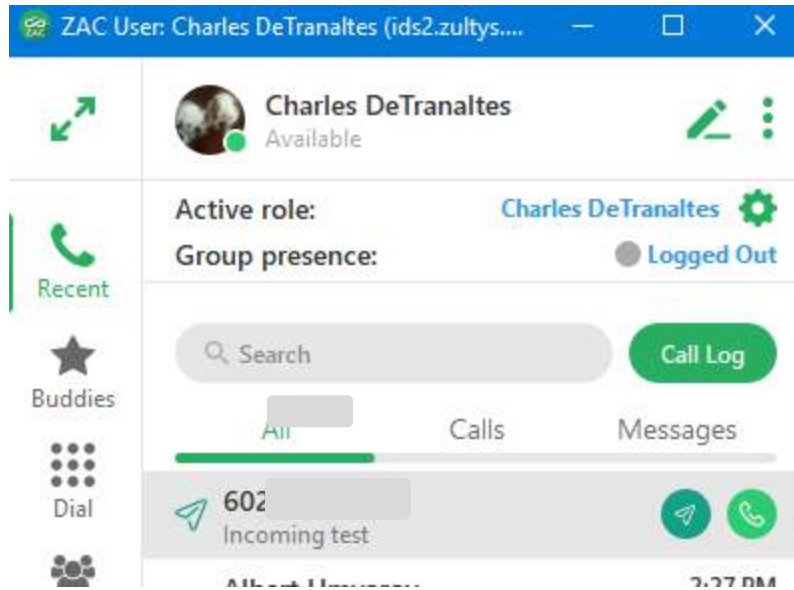 ZAC User: Charles DeTranaltes (ids2.zultys....
Charles DeTranaltes
Available
Active role: Charles DeTranaltes
Group presence: Logged Out
Recent
Search
Call Log
Buddies
All Calls Messages
Dial
602
Incoming test
2:27 PM